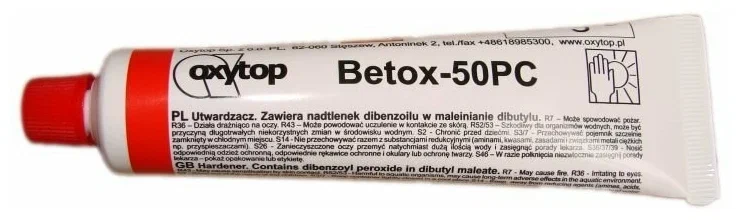 Oxytop Sp. z o.o. PL, 62-060 Stęszew, Antoninek 2, tel./fax +48618985300, www.oxytop.pl
oxytop
Betox-50PC
PL Utwardzacz. Zawiera nadtlenek dibenzoilu w maleinianie dibutylu. R7 - Może spowodować pożar.
R36 - Działa drażniąco na oczy. R43 - Może powodować uczulenie w kontakcie ze skórą. R52/53 - Szkodliwy dla organizmów wodnych, może być
przyczyną długotrwałych niekorzystnych zmian w środowisku wodnym. S2 - Chronić przed dziećmi. S3/7 - Przechowywać pojemnik szczelnie
zamknięty w chłodnym miejscu. S14 - Nie przechowywać razem z substancjami redukcyjnymi (aminami, kwasami, zasadami i związkami metali ciężkich
np. przyspieszaczami). S26 - Zanieczyszczone oczy przemyć natychmiast dużą ilością wody i zasięgnąć porady lekarza. S36/37/39 - Nosić
odpowiednią odzież ochronną, odpowiednie rękawice ochronne i okulary lub ochronę twarzy. S46 - W razie połknięcia niezwłocznie zasięgnij porady
lekarza – pokaż opakowanie lub etykietę.
GB Hardener. Contains dibenzoyl peroxide in dibutyl maleate. R7 - May cause fire. R36 - Irritating to eyes.